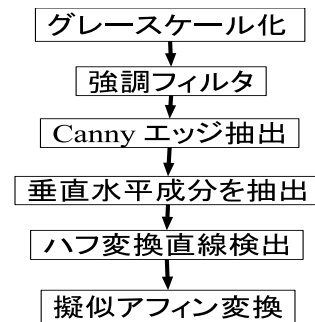 グレースケール化
強調フィルタ
Canny エッジ抽出
垂直水平成分を抽出
ハフ変換直線検出
擬似アフィン変換